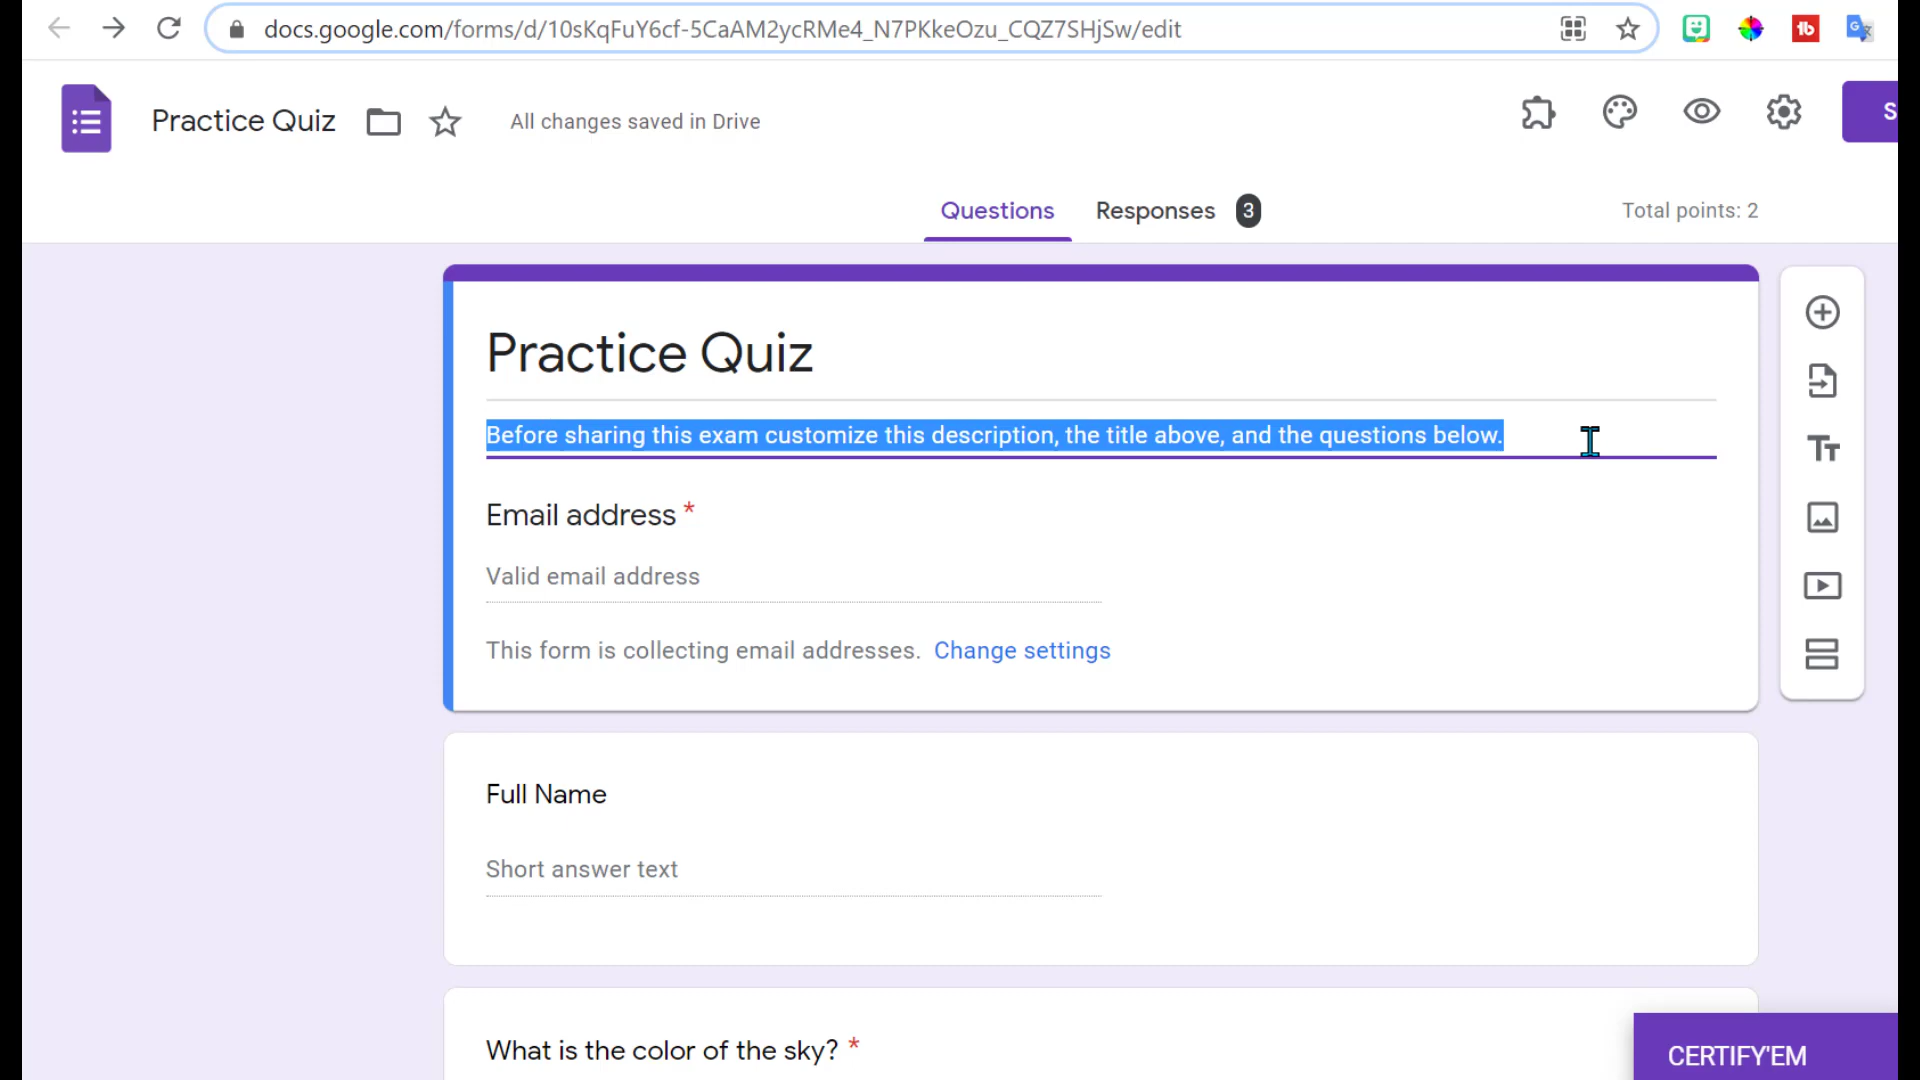 docs.google.com/forms/d/10sKqFuY6cf-5CaAM2ycRMe4_N7PKkeOzu_CQZ7SHjSw/edit
Practice Quiz
All changes saved in Drive
S
Questions
Responses 3
Total points: 2
Practice Quiz
Before sharing this exam customize this description, the title above, and the questions below.
Email address *
Valid email address
This form is collecting email addresses. Change settings
Full Name
Short answer text
What is the color of the sky? *
CERTIFY'EM